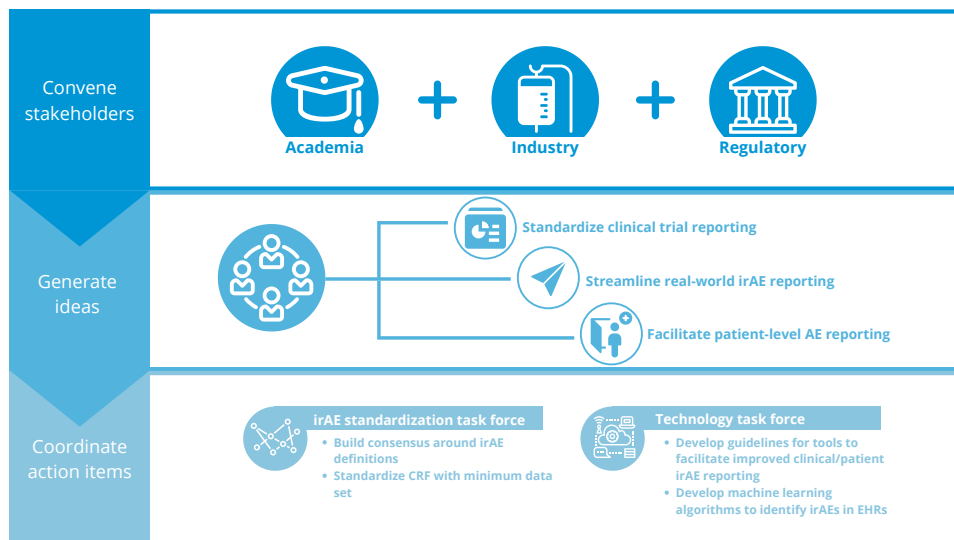 Convene
stakeholders
Academia
Industry
Regulatory
Generate
ideas
Standardize clinical trial reporting
Streamline real-world irAE reporting
Facilitate patient-level AE reporting
Coordinate
action items
irAE standardization task force
• Build consensus around irAE
definitions
• Standardize CRF with minimum data
set
Technology task force
• Develop guidelines for tools to
facilitate improved clinical/patient
irAE reporting
• Develop machine learning
algorithms to identify irAEs in EHRs